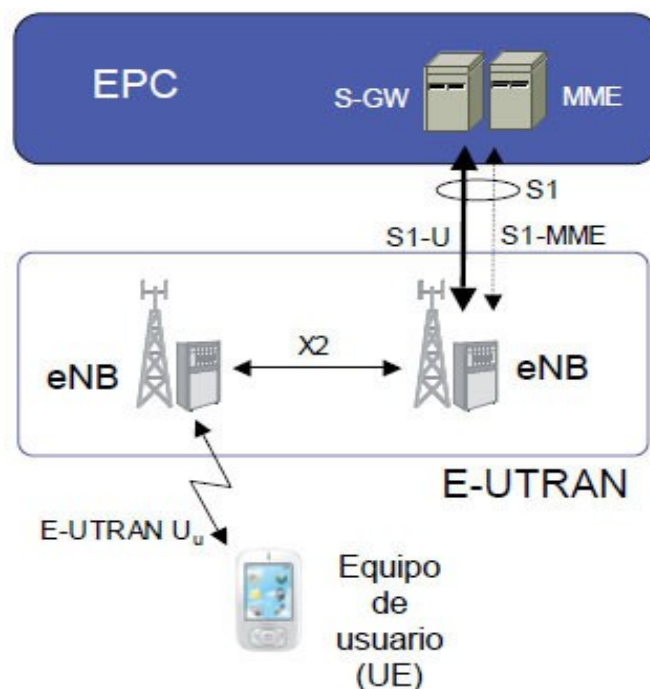 EPC
S-GW
MME
S1
S1-U
S1-MME
X2
eNB
eNB
E-UTRAN
E-UTRAN Uu
Equipo
de
usuario
(UE)